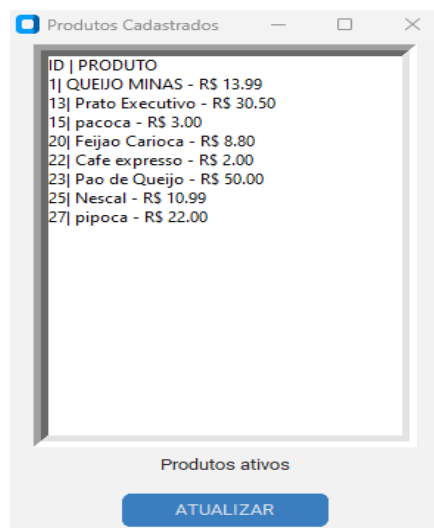 Produtos Cadastrados
ID | PRODUTO
1| QUEIJO MINAS - R$ 13.99
13| Prato Executivo - R$ 30.50
15| pacoca - R$ 3.00
20| Feijao Carioca - R$ 8.80
22| Cafe expresso - R$ 2.00
23| Pao de Queijo - R$ 50.00
25| Nescal - R$ 10.99
27| pipoca - R$ 22.00
Produtos ativos
ATUALIZAR